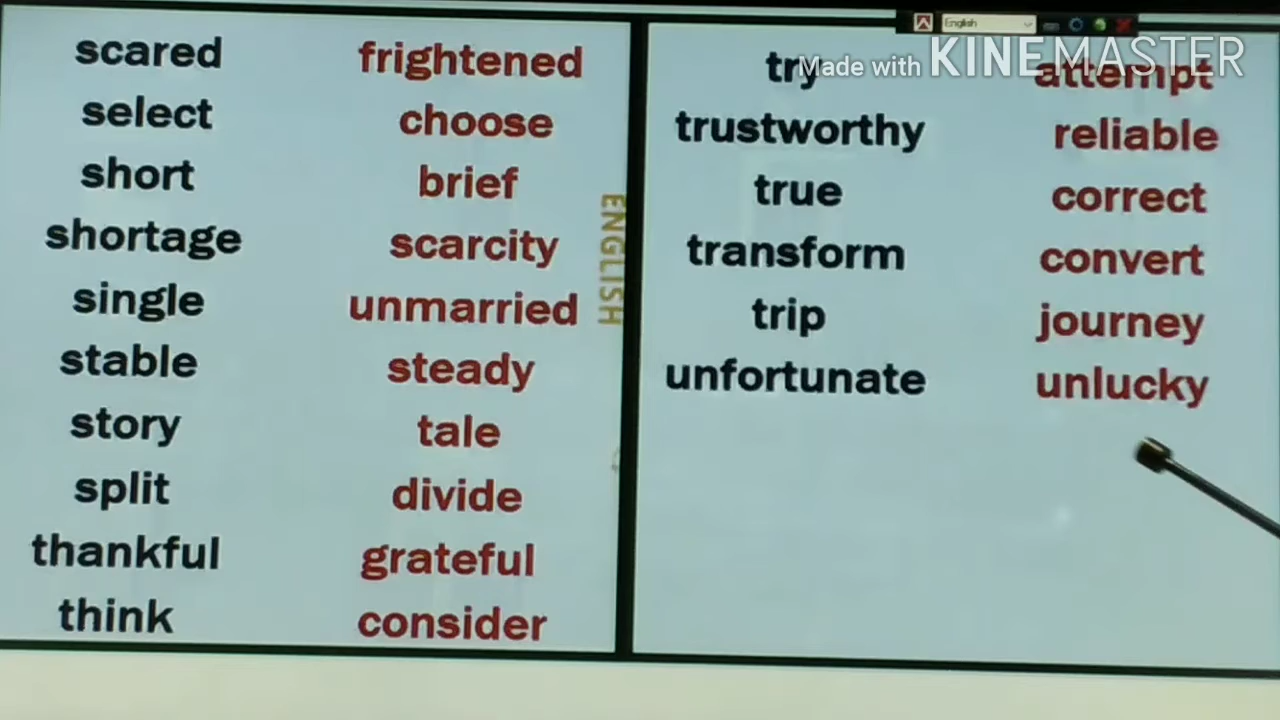 scared frightened
select choose
short brief
shortage scarcity
single unmarried
stable steady
story tale
split divide
thankful grateful
think consider
ENGLISH
English
Made with KINEMASTER
try attempt
trustworthy reliable
true correct
transform convert
trip journey
unfortunate unlucky